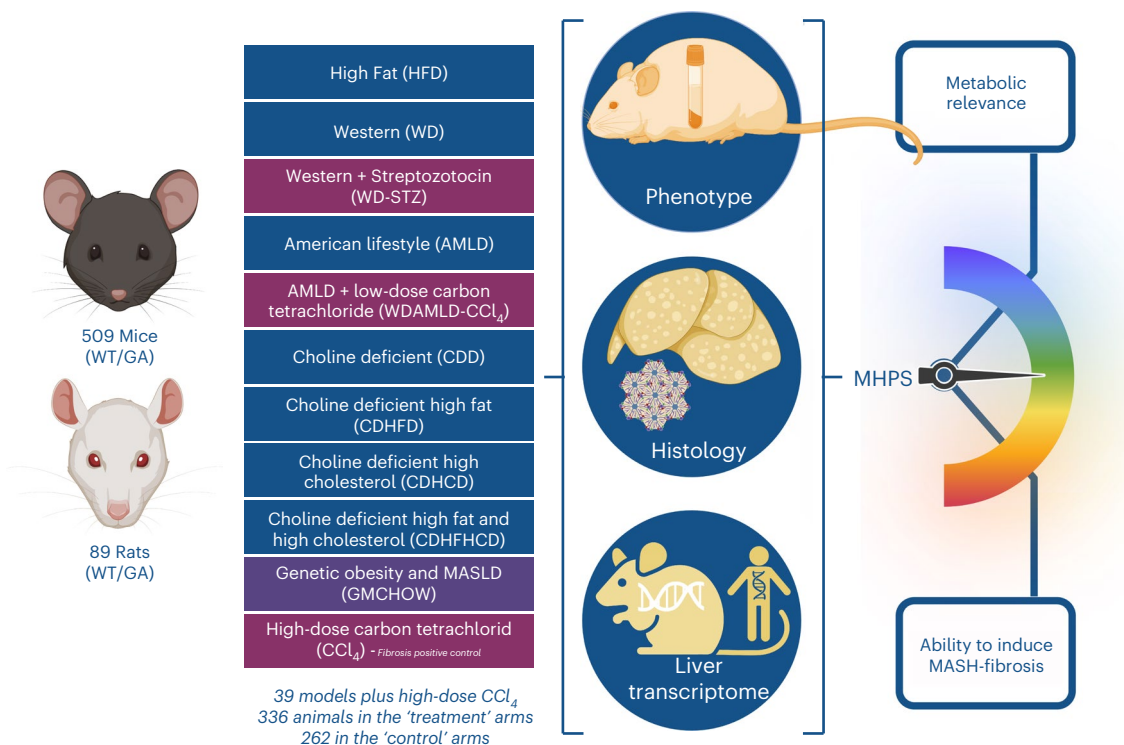 509 Mice
(WT/GA)
89 Rats
(WT/GA)
High Fat (HFD)
Western (WD)
Western + Streptozotocin
(WD-STZ)
American lifestyle (AMLD)
AMLD + low-dose carbon
tetrachloride (WDAMLD-CCl₄)
Choline deficient (CDD)
Choline deficient high fat
(CDHFD)
Choline deficient high
cholesterol (CDHCD)
Choline deficient high fat and
high cholesterol (CDHFHCD)
Genetic obesity and MASLD
(GMCHOW)
High-dose carbon tetrachlorid
(CCl₄) - Fibrosis positive control
39 models plus high-dose CCl₄
336 animals in the ‘treatment’ arms
262 in the ‘control’ arms
Phenotype
Histology
Liver
transcriptome
Metabolic
relevance
MHPS
Ability to induce
MASH-fibrosis